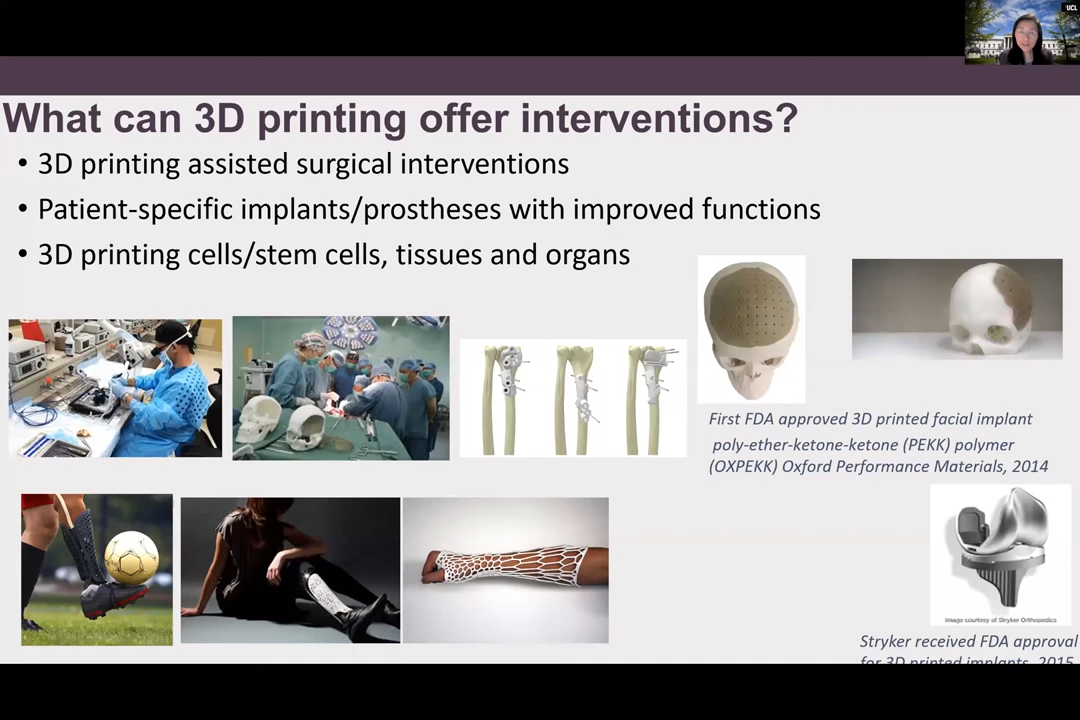 UCL
What can 3D printing offer interventions?
• 3D printing assisted surgical interventions
• Patient-specific implants/prostheses with improved functions
• 3D printing cells/stem cells, tissues and organs
First FDA approved 3D printed facial implant
poly-ether-ketone-ketone (PEKK) polymer
(OXPEKK) Oxford Performance Materials, 2014
Image courtesy of Stryker Orthopedics
Stryker received FDA approval
for 3D printed implants, 2015